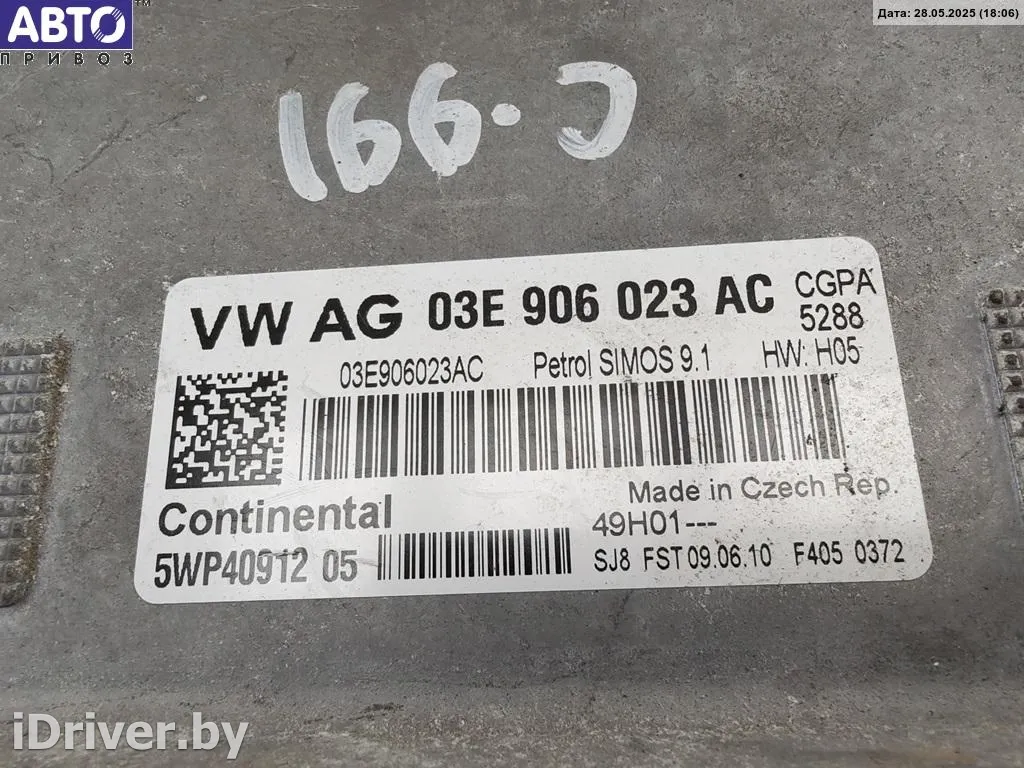 АВТО™
ПРИВОЗ
Дата: 28.05.2025 (18:06)
166.J
VW AG 03E 906 023 AC CGPA
5288
03E906023AC Petrol SIMOS 9.1 HW: H05
Made in Czech Rep.
Continental
49H01---
5WP40912 05
SJ8 FST 09.06.10 F405 0372
iDriver.by